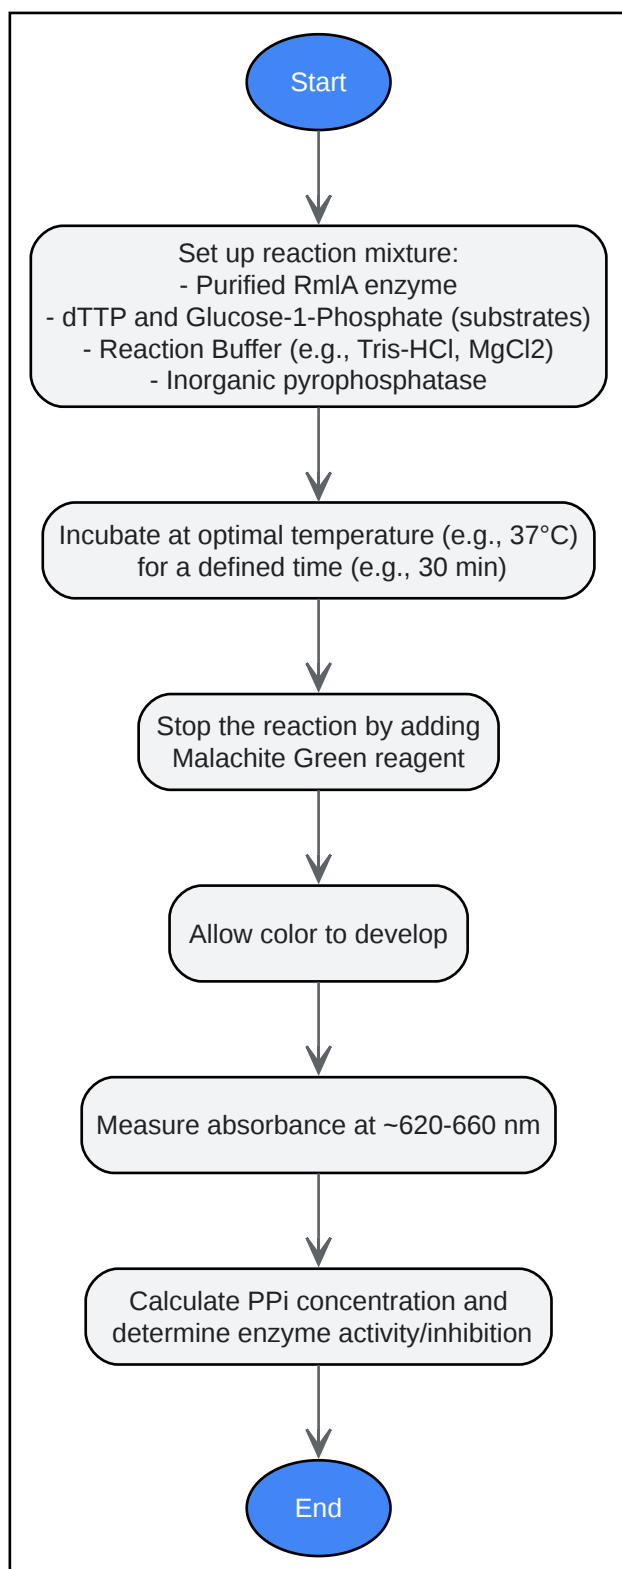 Start
Set up reaction mixture:
- Purified RmlA enzyme
- dTTP and Glucose-1-Phosphate (substrates)
- Reaction Buffer (e.g., Tris-HCl, MgCl2)
- Inorganic pyrophosphatase
Incubate at optimal temperature (e.g., 37°C)
for a defined time (e.g., 30 min)
Stop the reaction by adding
Malachite Green reagent
Allow color to develop
Measure absorbance at ~620-660 nm
Calculate PPi concentration and
determine enzyme activity/inhibition
End